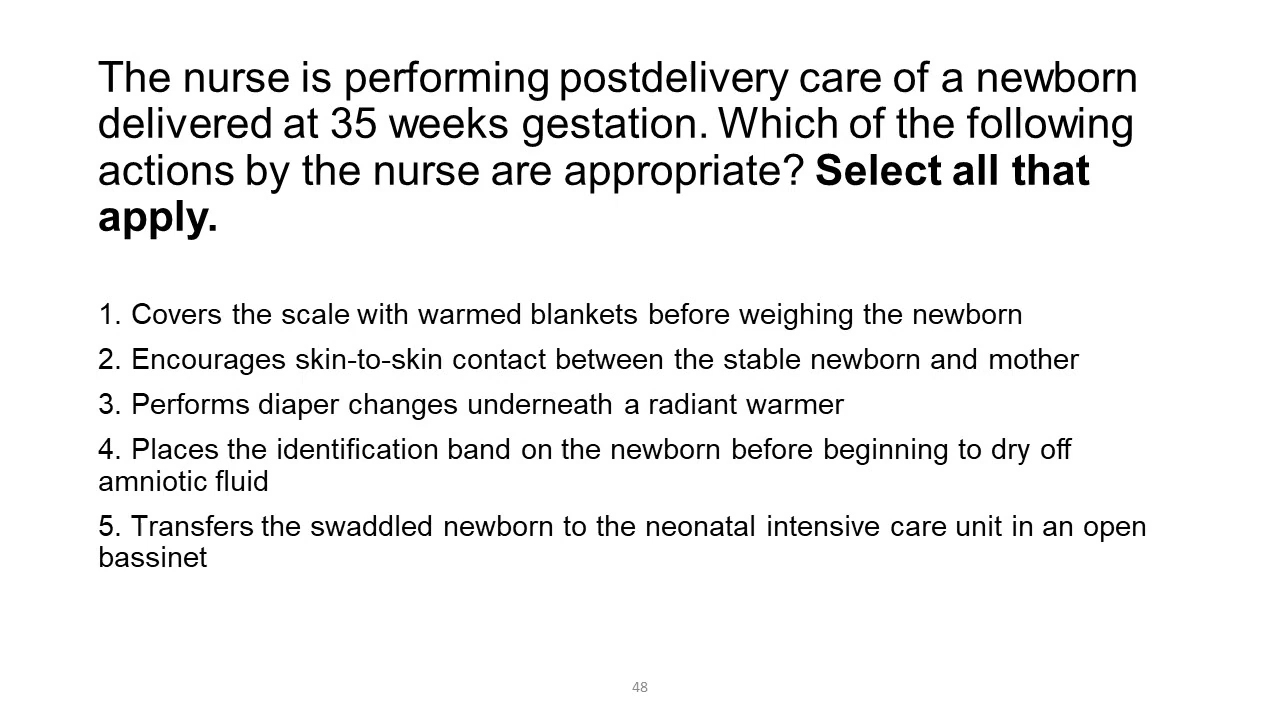 The nurse is performing postdelivery care of a newborn
delivered at 35 weeks gestation. Which of the following
actions by the nurse are appropriate? Select all that
apply.
1. Covers the scale with warmed blankets before weighing the newborn
2. Encourages skin-to-skin contact between the stable newborn and mother
3. Performs diaper changes underneath a radiant warmer
4. Places the identification band on the newborn before beginning to dry off
amniotic fluid
5. Transfers the swaddled newborn to the neonatal intensive care unit in an open
bassinet
48